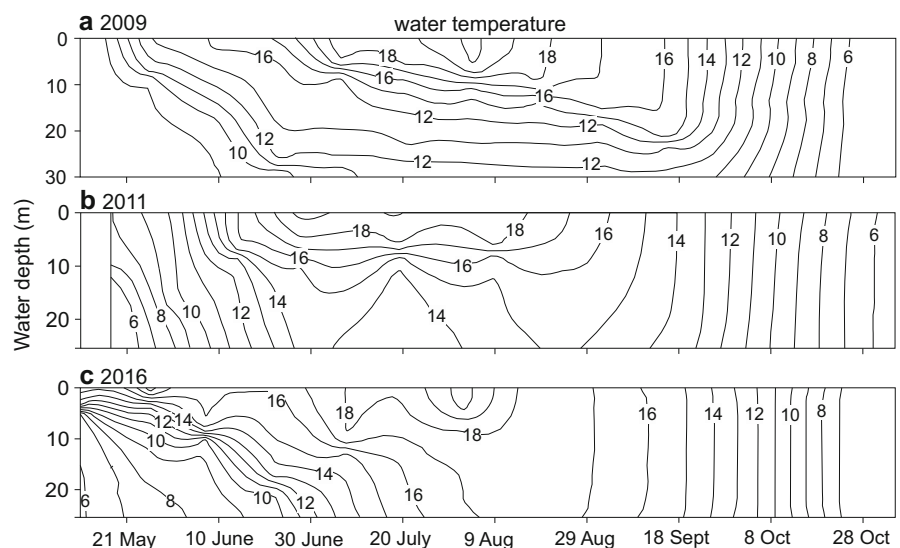 a 2009 water temperature
0 16 18 18 16 14 12 10 8 6
10 16 16
20 12 12 12
30 10 12 12
b 2011
0 18 18 16 14 12 10 8 6
10 16 16
20 6 8 10 12 14 14
Water depth (m)
c 2016
0 16 18 16 14 12 10 8
10 12 14 10 18
20 6 8 10 12 14 16
21 May 10 June 30 June 20 July 9 Aug 29 Aug 18 Sept 8 Oct 28 Oct